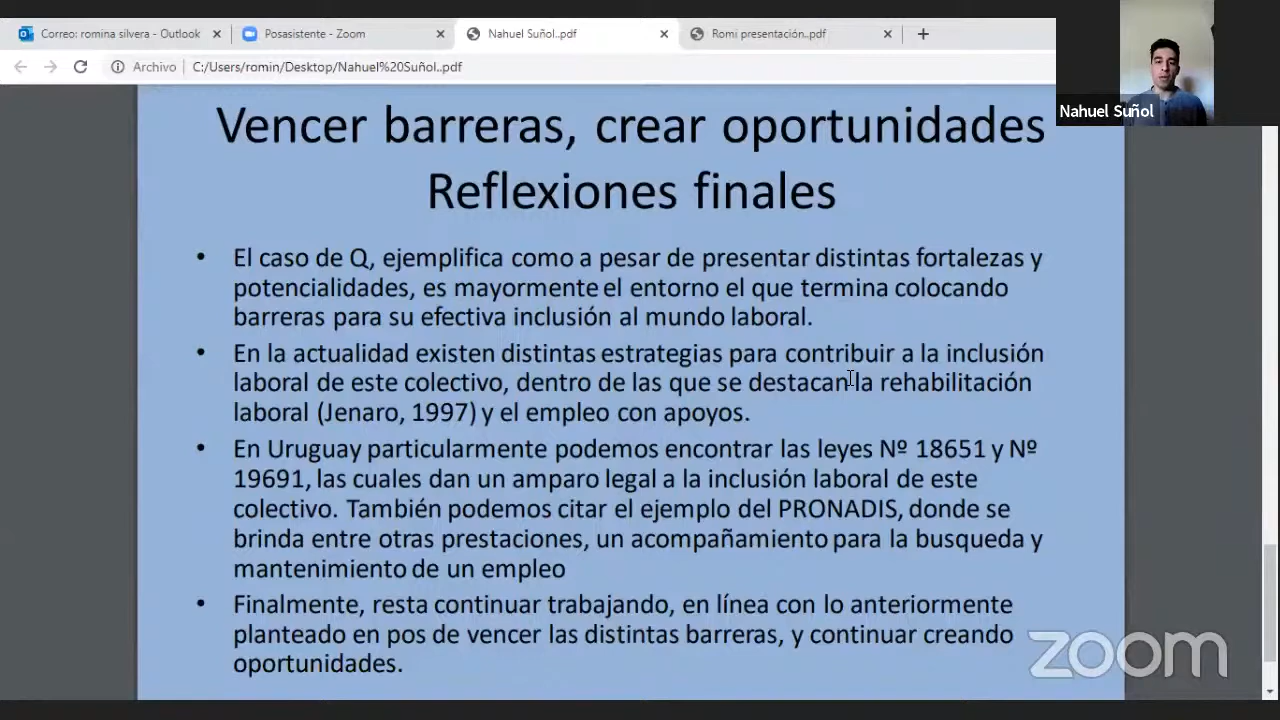 Correo: romina silvera - Outlook
Posasistente - Zoom
Nahuel Suñol..pdf
Romi presentación..pdf
Archivo
C:/Users/romin/Desktop/Nahuel%20Suñol..pdf
Nahuel Suñol
Vencer barreras, crear oportunidades
Reflexiones finales
• El caso de Q, ejemplifica como a pesar de presentar distintas fortalezas y
potencialidades, es mayormente el entorno el que termina colocando
barreras para su efectiva inclusión al mundo laboral.
• En la actualidad existen distintas estrategias para contribuir a la inclusión
laboral de este colectivo, dentro de las que se destacan la rehabilitación
laboral (Jenaro, 1997) y el empleo con apoyos.
• En Uruguay particularmente podemos encontrar las leyes Nº 18651 y Nº
19691, las cuales dan un amparo legal a la inclusión laboral de este
colectivo. También podemos citar el ejemplo del PRONADIS, donde se
brinda entre otras prestaciones, un acompañamiento para la busqueda y
mantenimiento de un empleo
• Finalmente, resta continuar trabajando, en línea con lo anteriormente
planteado en pos de vencer las distintas barreras, y continuar creando
oportunidades.
zoom